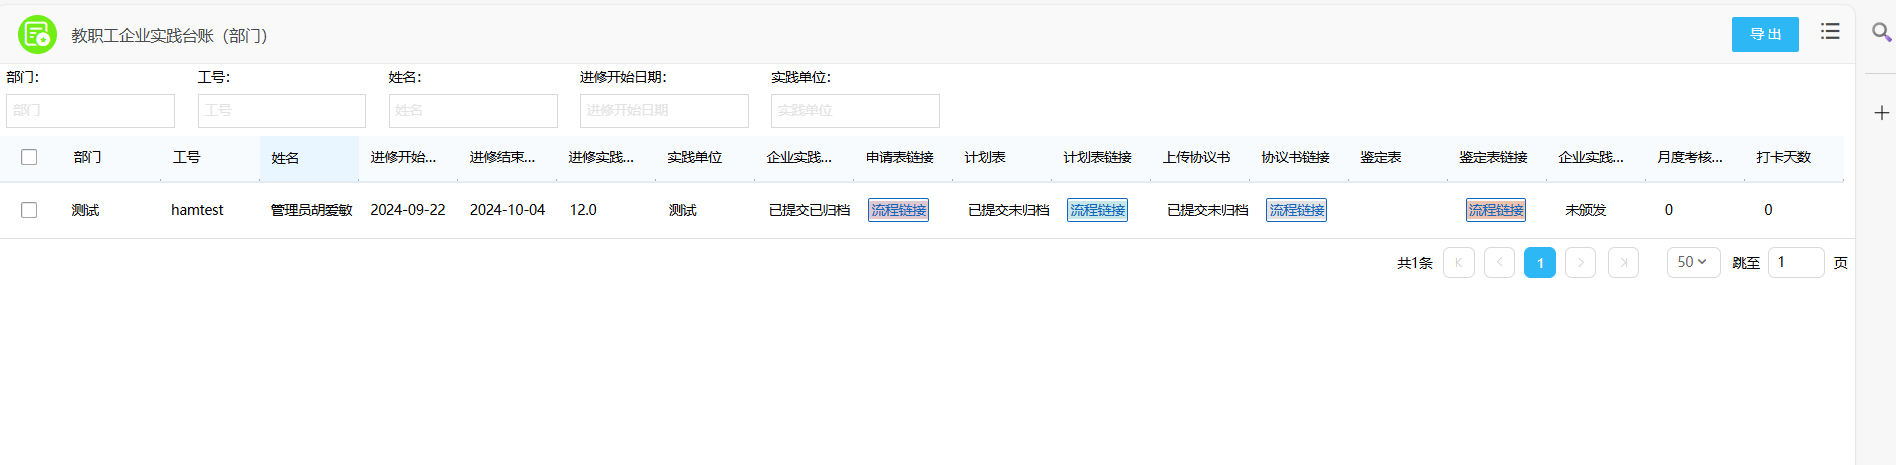 教职工企业实践台账（部门）
导出
部门: 工号: 姓名: 进修开始日期: 实践单位:
部门 工号 姓名 进修开始日期 实践单位
部门 工号 姓名 进修开始... 进修结束... 进修实践... 实践单位 企业实践... 申请表链接 计划表 计划表链接 上传协议书 协议书链接 鉴定表 鉴定表链接 企业实践... 月度考核... 打卡天数
测试 hamtest 管理员胡爱敏 2024-09-22 2024-10-04 12.0 测试 已提交已归档 流程链接 已提交未归档 流程链接 已提交未归档 流程链接 流程链接 未颁发 0 0
共1条 1 50 跳至 1 页